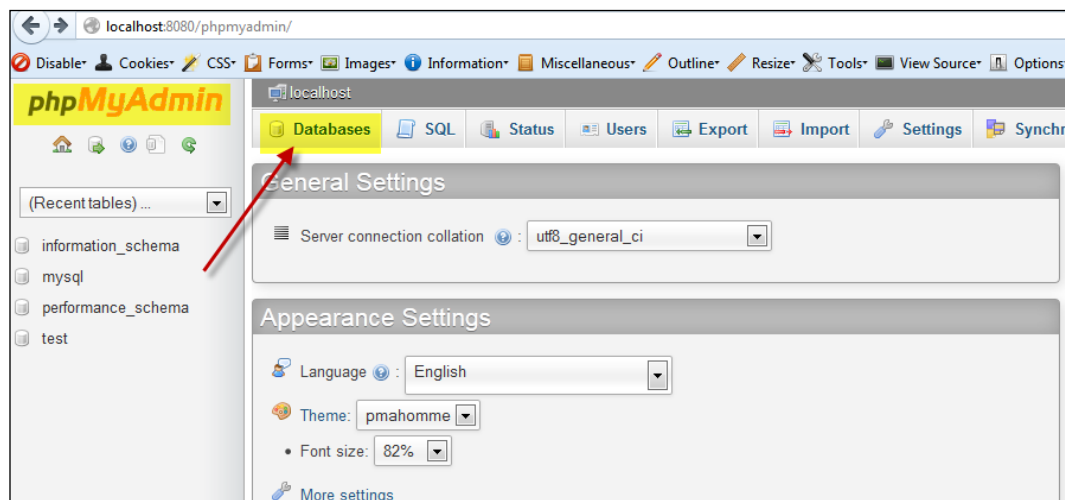 localhost:8080/phpmyadmin/
Disable Cookies CSS Forms Images Information Miscellaneous Outline Resize Tools View Source Options
phpMyAdmin
localhost
Databases SQL Status Users Export Import Settings Synchr
(Recent tables) ...
information_schema
mysql
performance_schema
test
General Settings
Server connection collation : utf8_general_ci
Appearance Settings
Language : English
Theme: pmahomme
• Font size: 82%
More settings